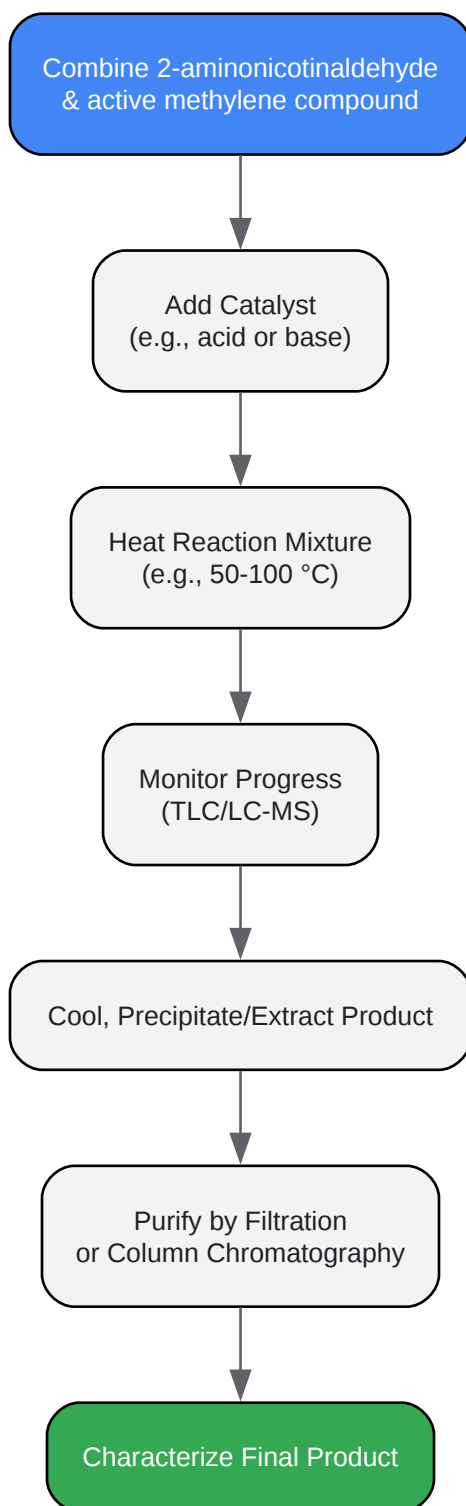 Combine 2-aminonicotinaldehyde
& active methylene compound
Add Catalyst
(e.g., acid or base)
Heat Reaction Mixture
(e.g., 50-100 °C)
Monitor Progress
(TLC/LC-MS)
Cool, Precipitate/Extract Product
Purify by Filtration
or Column Chromatography
Characterize Final Product